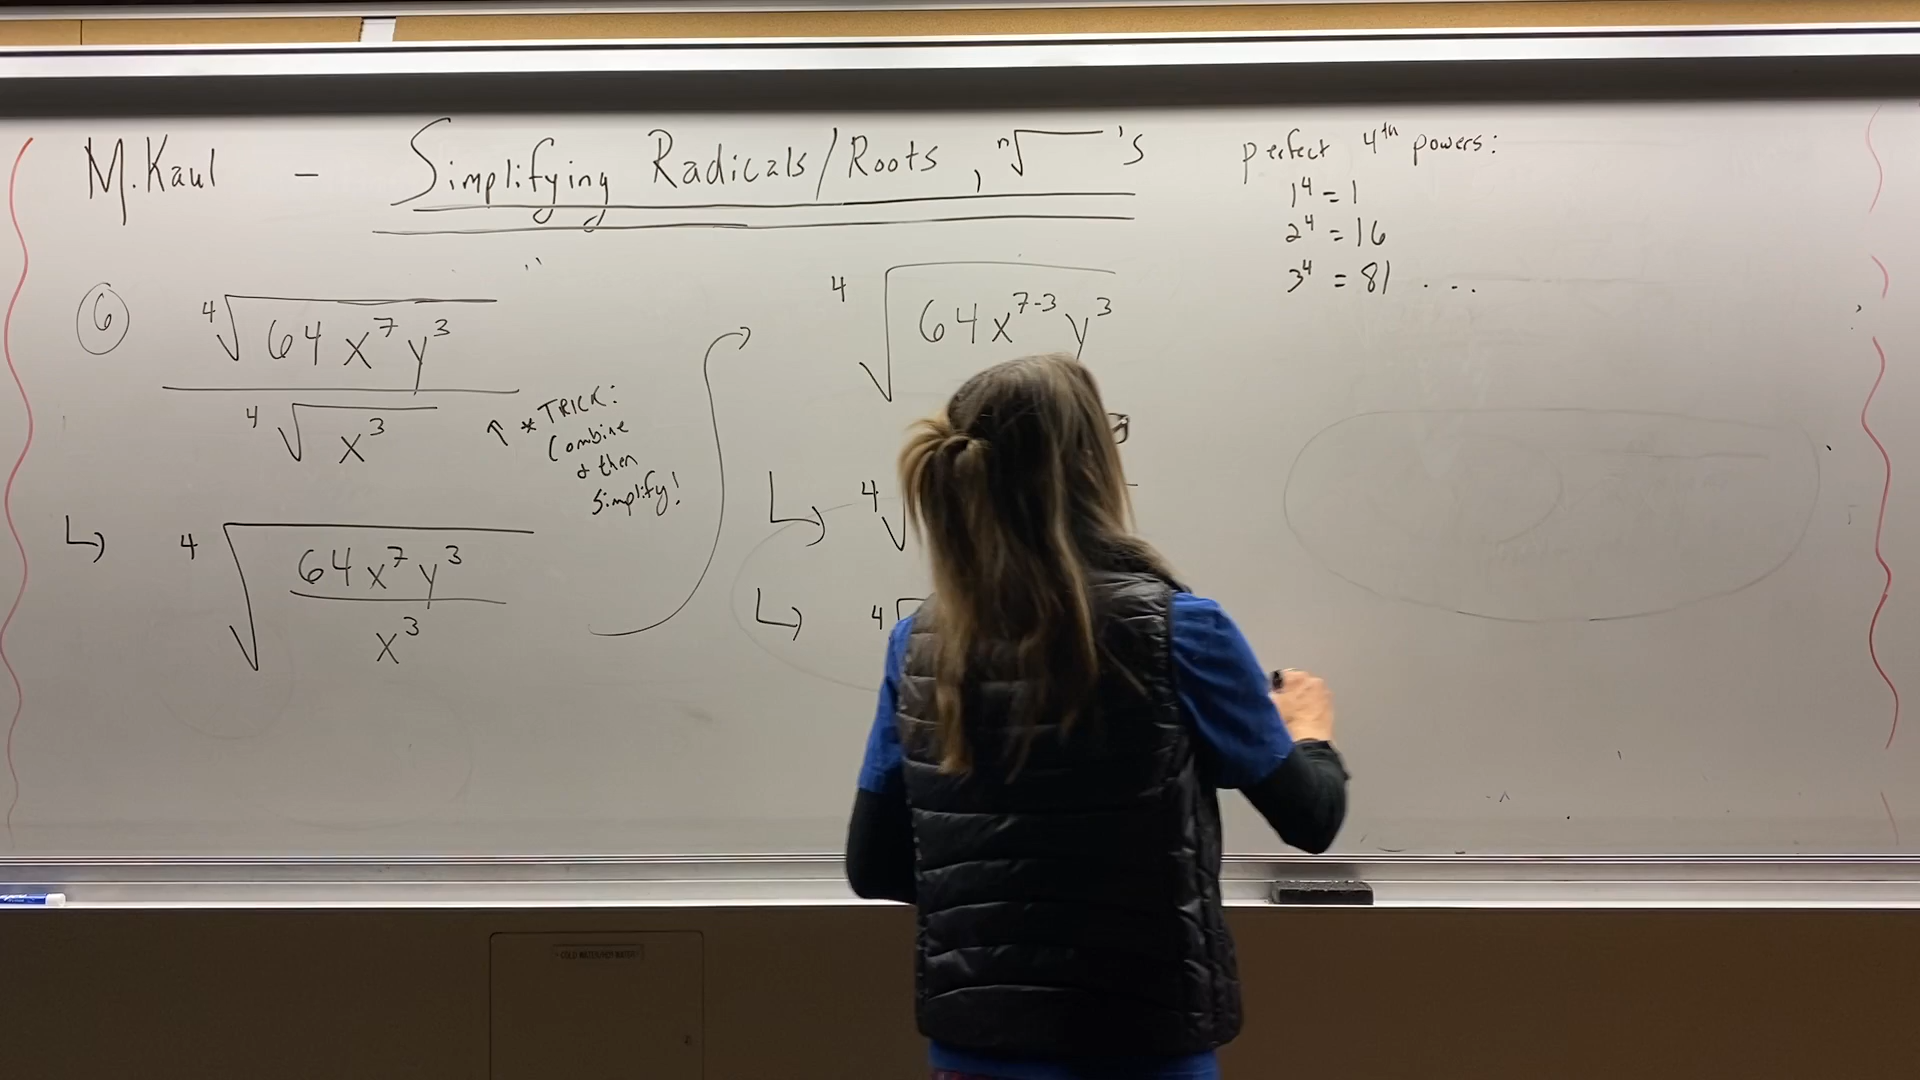 M. Kaul - Simplifying Radicals/Roots, ⁿ√ 's
⑥ ⁴√64x⁷y³
⁴√x³
↑ * TRICK:
Combine
& then
Simplify!
↳ ⁴√64x⁷y³
x³
⁴√64x⁷⁻³y³
↳ ⁴√
↳ ⁴√
perfect 4th powers:
1⁴ = 1
2⁴ = 16
3⁴ = 81 ...